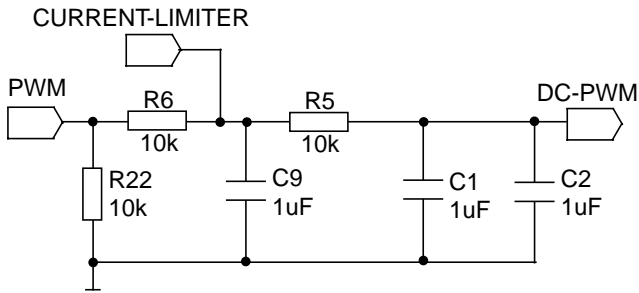 CURRENT-LIMITER
PWM
R6
10k
R5
10k
DC-PWM
R22
10k
C9
1uF
C1
1uF
C2
1uF